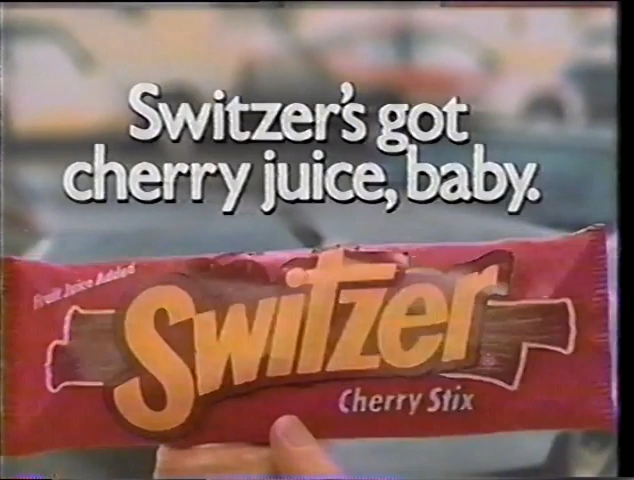 Switzer's got
cherry juice, baby.
Fruit Juice Added
Switzer
Cherry Stix